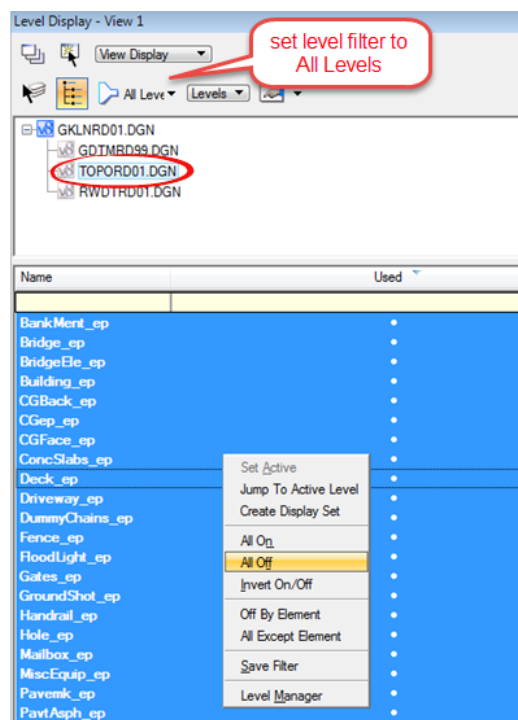 Level Display - View 1
View Display
set level filter to
All Levels
All Leve
Levels
GKLNRD01.DGN
GDTMRD99.DGN
TOPORD01.DGN
RWDTRD01.DGN
Name
Used
BankMent_ep
Bridge_ep
BridgeEle_ep
Building_ep
CGBack_ep
CGep_ep
CGFace_ep
ConcSlabs_ep
Deck_ep
Driveway_ep
DummyChains_ep
Fence_ep
FloodLight_ep
Gates_ep
GroundShot_ep
Handrail_ep
Hole_ep
Mailbox_ep
MiscEquip_ep
Pavemk_ep
PavtAsph_ep
Set Active
Jump To Active Level
Create Display Set
All On
All Off
Invert On/Off
Off By Element
All Except Element
Save Filter
Level Manager